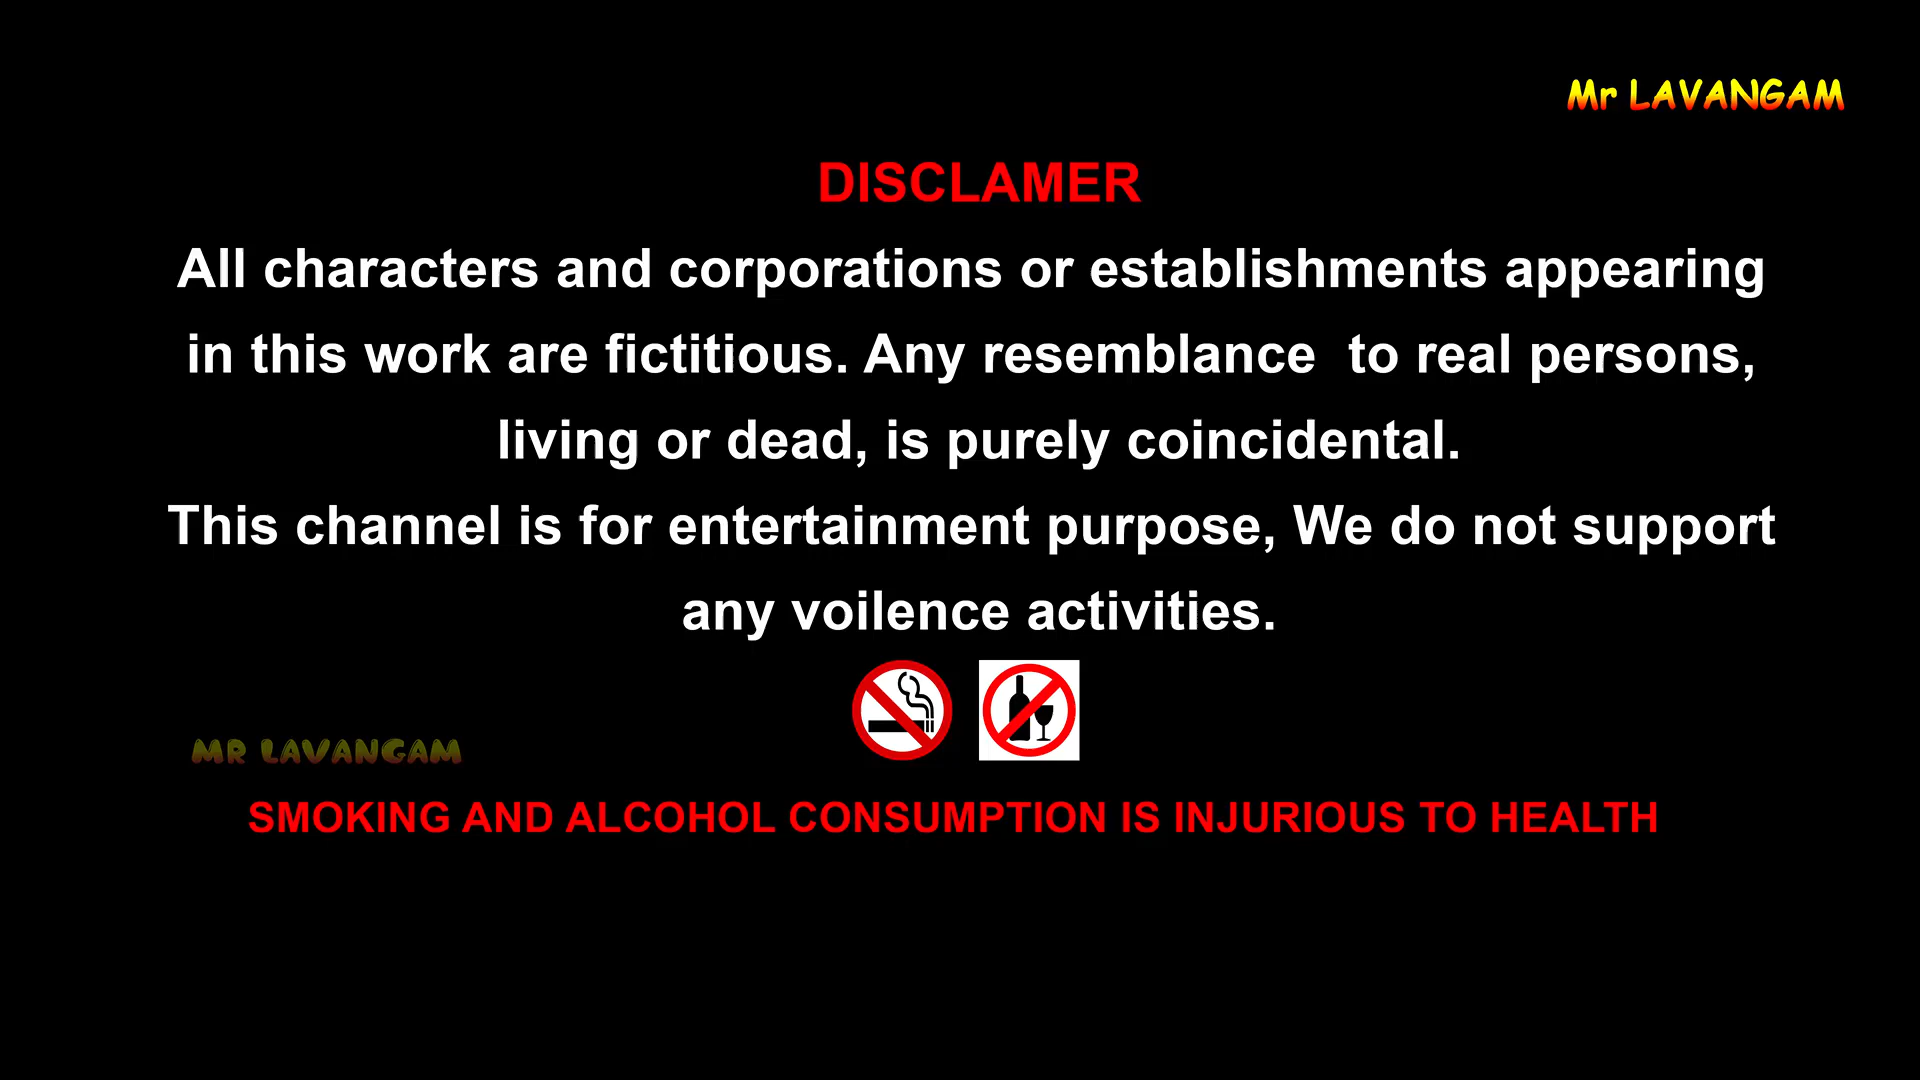 Mr LAVANGAM
DISCLAMER
All characters and corporations or establishments appearing
in this work are fictitious. Any resemblance  to real persons,
living or dead, is purely coincidental.
This channel is for entertainment purpose, We do not support
any voilence activities.
MR LAVANGAM
SMOKING AND ALCOHOL CONSUMPTION IS INJURIOUS TO HEALTH